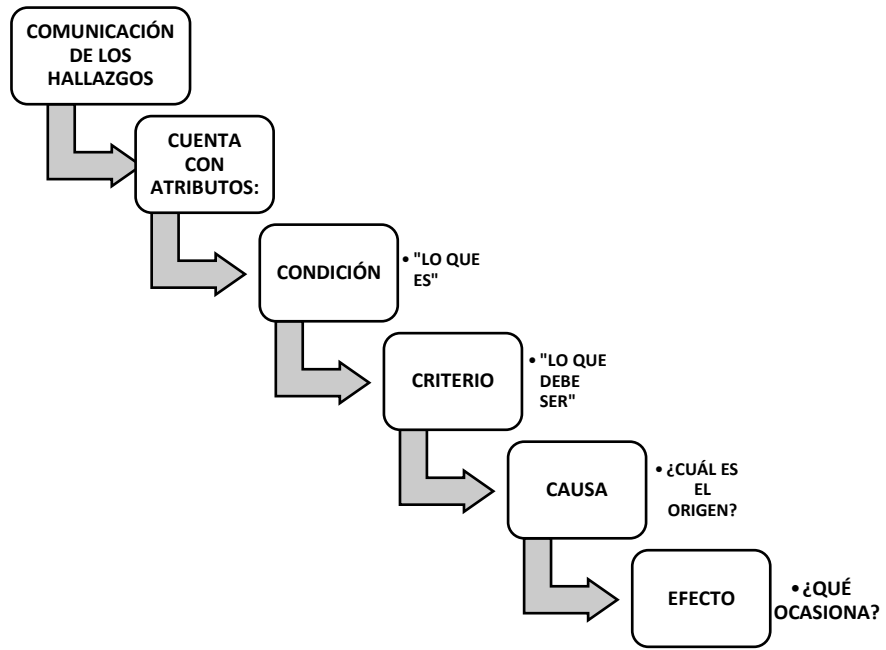 COMUNICACIÓN
DE LOS
HALLAZGOS
CUENTA
CON
ATRIBUTOS:
CONDICIÓN
• "LO QUE
ES"
CRITERIO
• "LO QUE
DEBE
SER"
CAUSA
• ¿CUÁL ES
EL
ORIGEN?
EFECTO
• ¿QUÉ
OCASIONA?